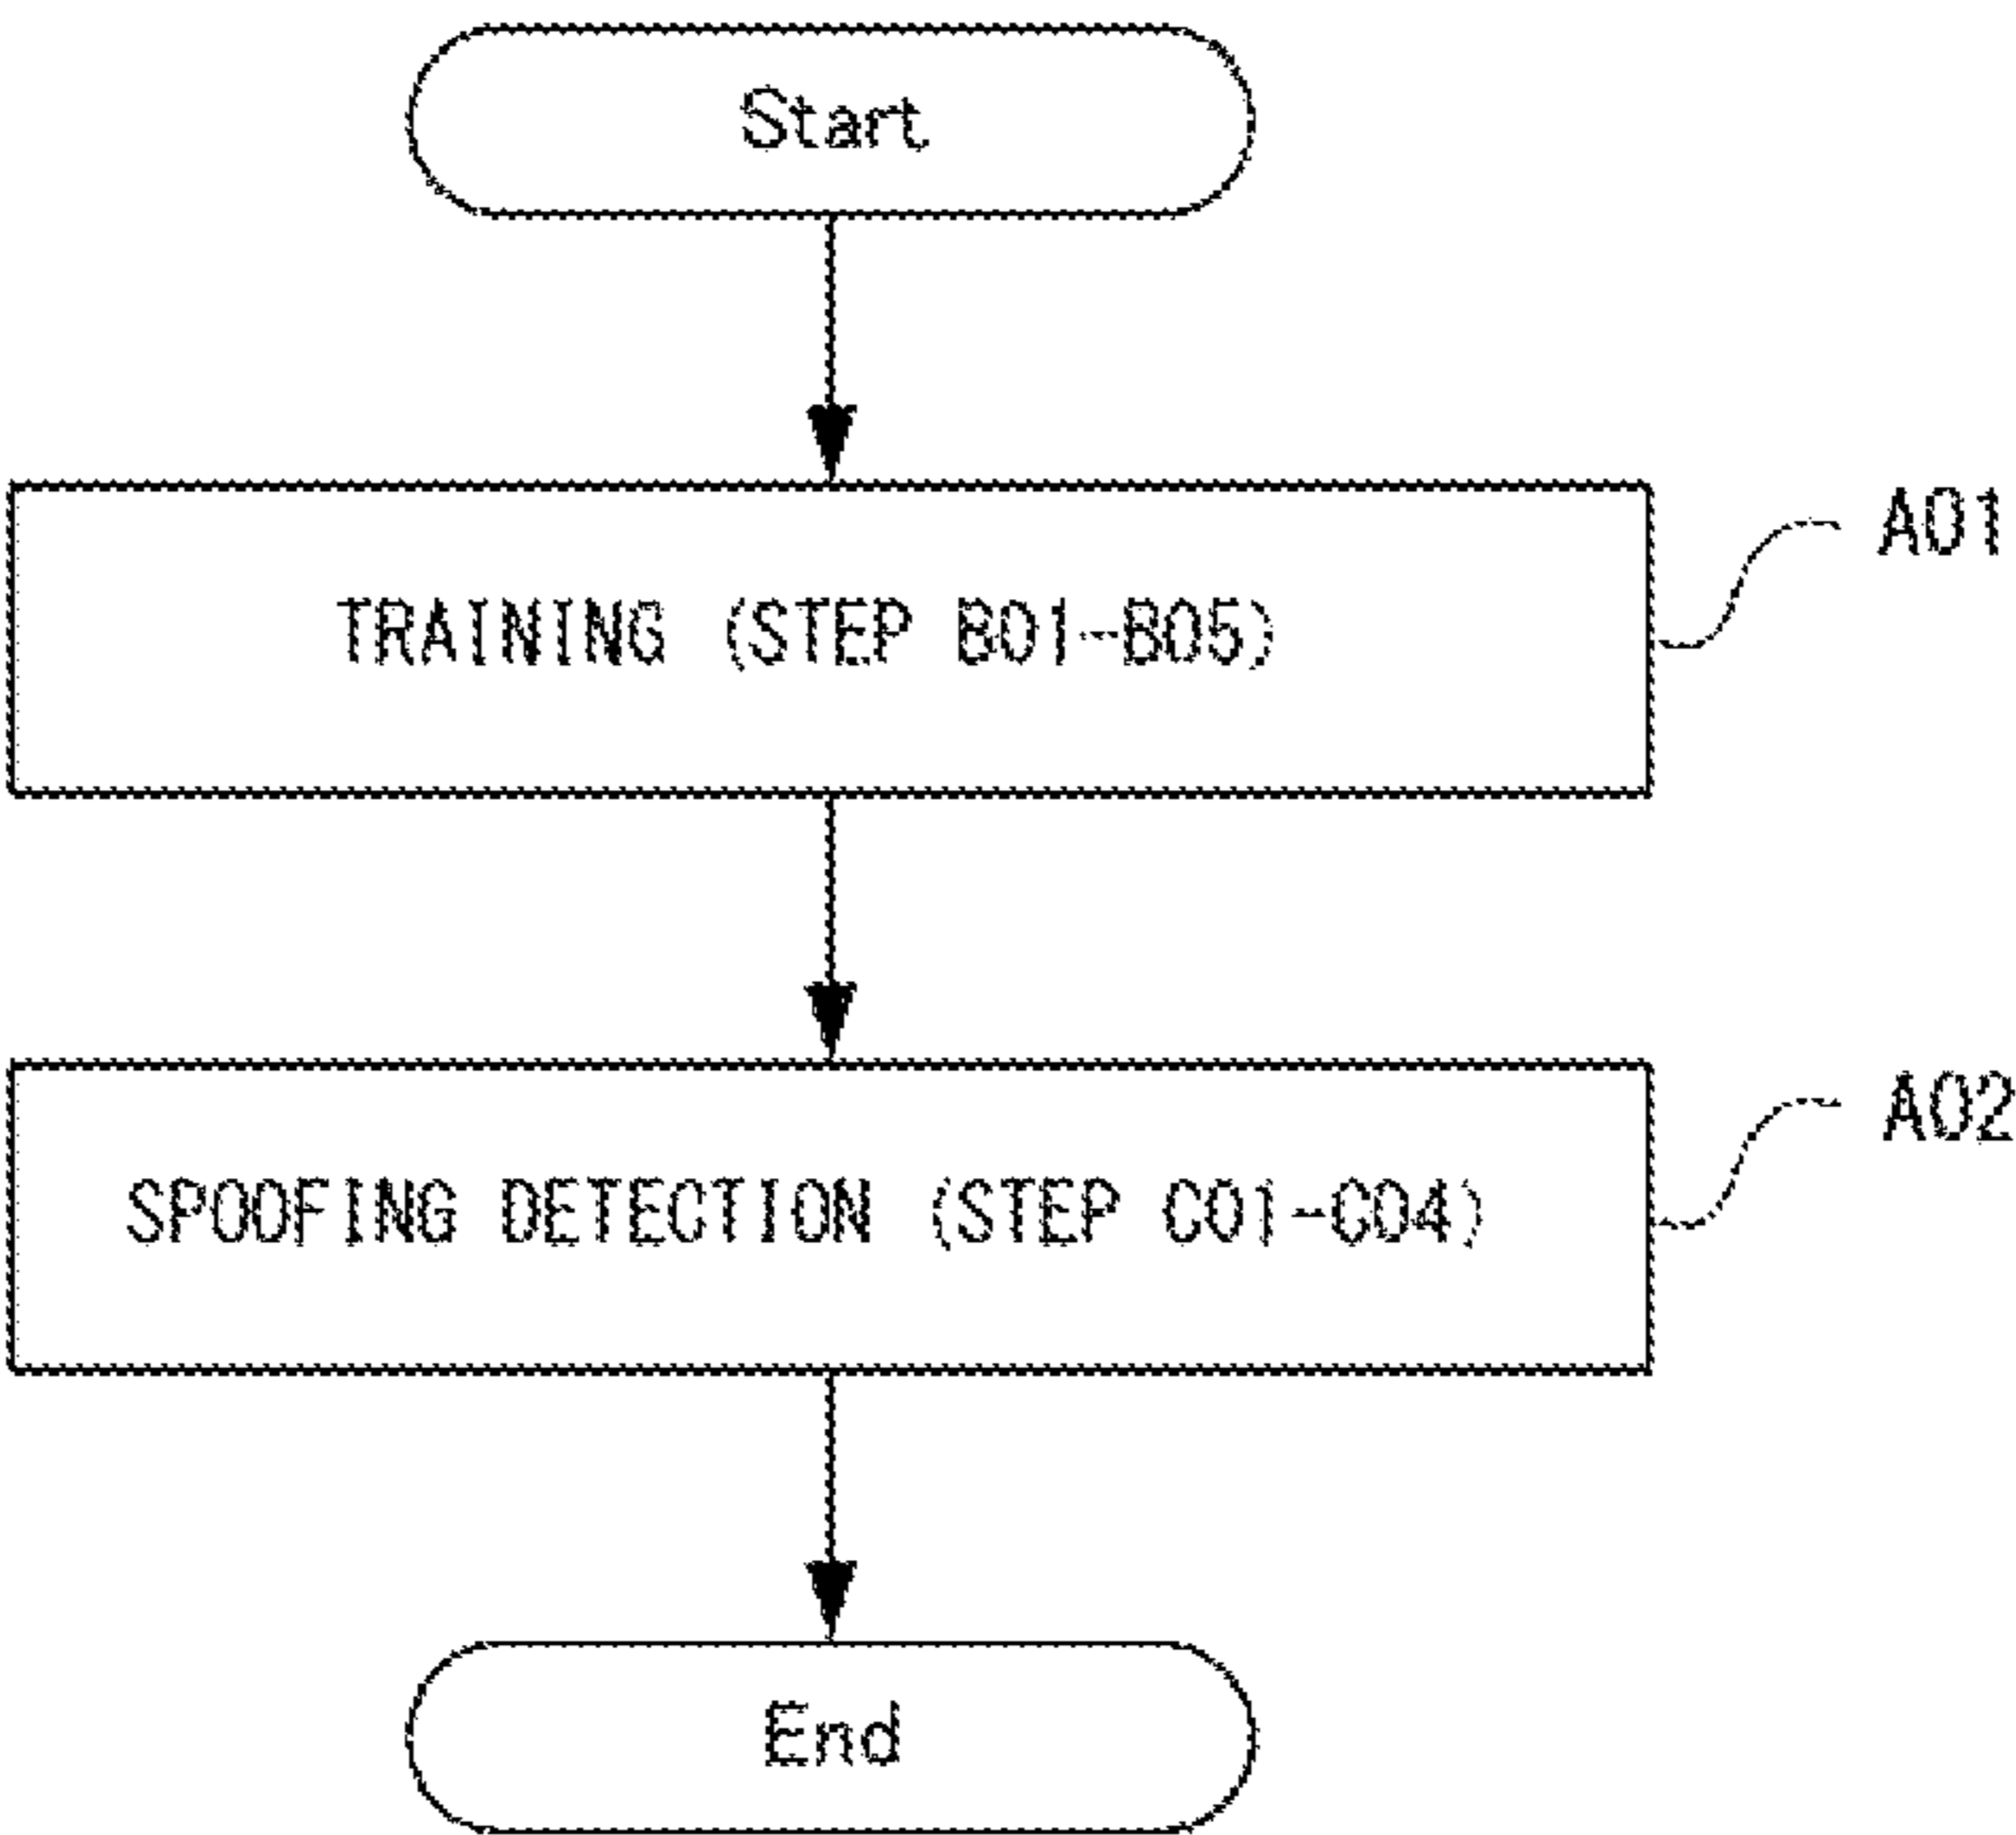 Start
A01
TRAINING (STEP B01-B05)
A02
SPOOFING DETECTION (STEP C01-C04)
End